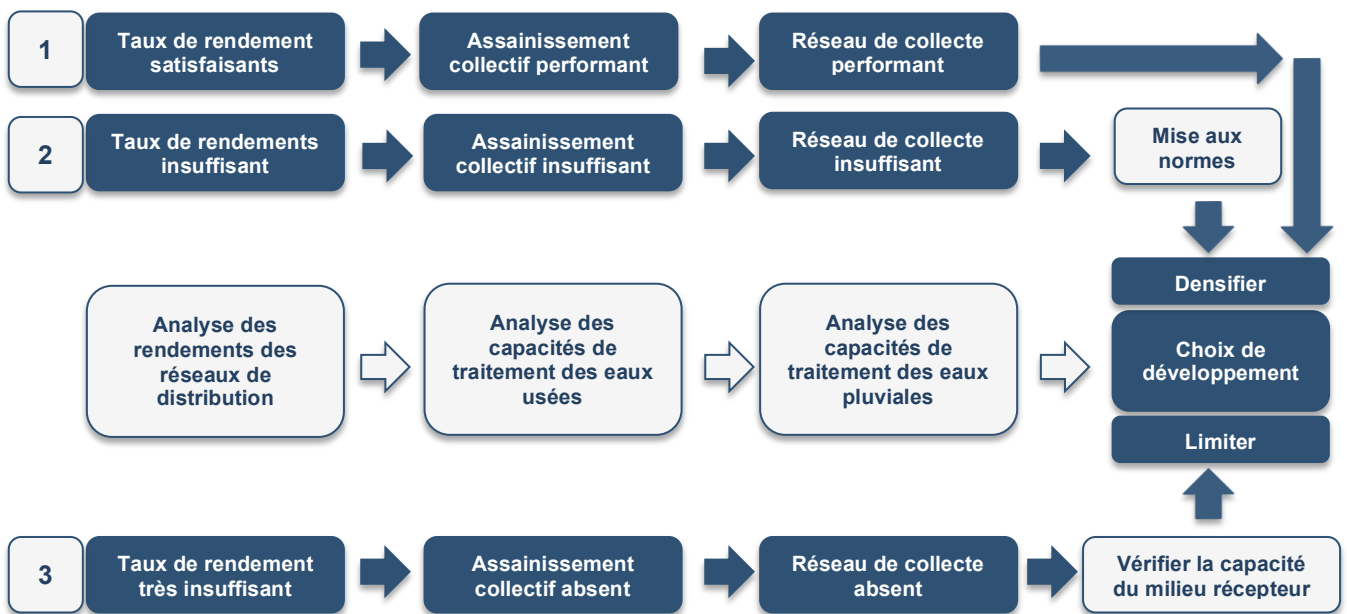 1
Taux de rendement
satisfaisants
Assainissement
collectif performant
Réseau de collecte
performant
2
Taux de rendements
insuffisant
Assainissement
collectif insuffisant
Réseau de collecte
insuffisant
Mise aux
normes
Analyse des
rendements des
réseaux de
distribution
Analyse des
capacités de
traitement des eaux
usées
Analyse des
capacités de
traitement des eaux
pluviales
Densifier
Choix de
développement
Limiter
3
Taux de rendement
très insuffisant
Assainissement
collectif absent
Réseau de collecte
absent
Vérifier la capacité
du milieu récepteur